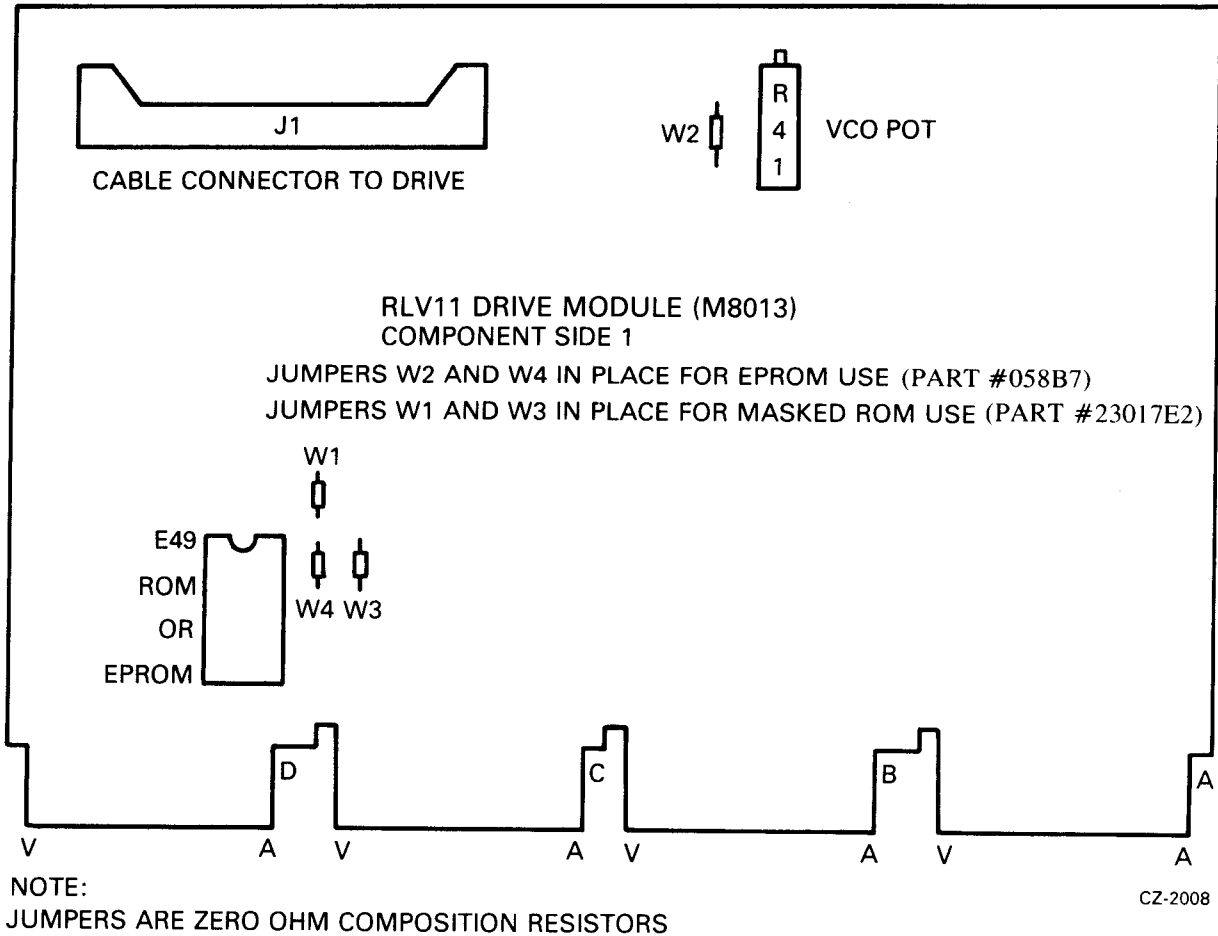 J1
CABLE CONNECTOR TO DRIVE
W2
R
4
1
VCO POT
RLV11 DRIVE MODULE (M8013)
COMPONENT SIDE 1
JUMPERS W2 AND W4 IN PLACE FOR EPROM USE (PART #058B7)
JUMPERS W1 AND W3 IN PLACE FOR MASKED ROM USE (PART #23017E2)
W1
E49
ROM
OR
EPROM
W4 W3
D C B A
V A V A V A V A
NOTE:
JUMPERS ARE ZERO OHM COMPOSITION RESISTORS
CZ-2008